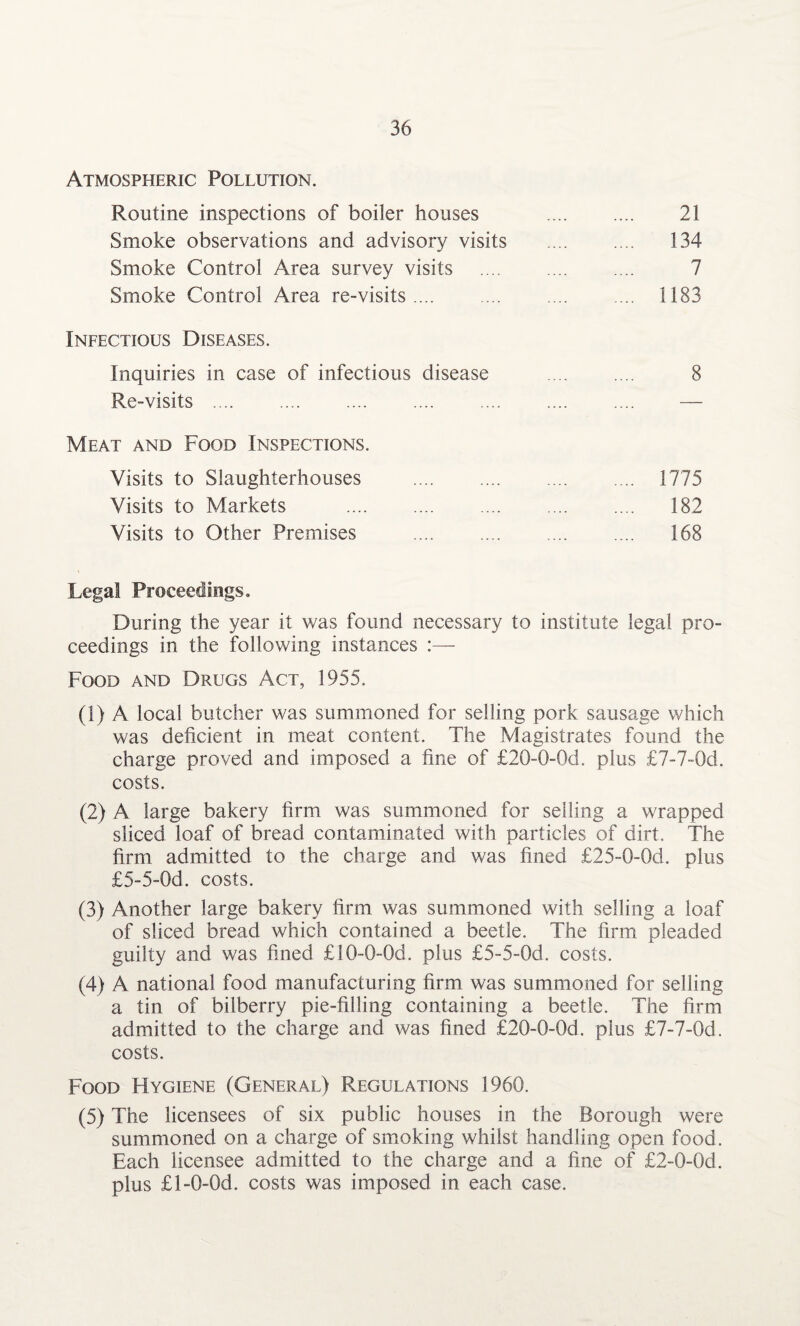 36
Atmospheric Pollution.
Routine inspections of boiler houses .... .... 21
Smoke observations and advisory visits .... .... 134
Smoke Control Area survey visits .... .... .... 7
Smoke Control Area re-visits .... .... .... .... 1183
Infectious Diseases.
Inquiries in case of infectious disease .... .... 8
Re-visits .... .... .... .... .... .... .... —
Meat and Food Inspections.
Visits to Slaughterhouses .... .... .... .... 1775
Visits to Markets .... .... .... .... .... 182
Visits to Other Premises .... .... .... .... 168
Legal Proceedings.
During the year it was found necessary to institute legal pro-
ceedings in the following instances :—
Food and Drugs Act, 1955.
(1) A local butcher was summoned for selling pork sausage which
was deficient in meat content. The Magistrates found the
charge proved and imposed a fine of £20-0-0d. plus £7-7-0d.
costs.
(2) A large bakery firm was summoned for selling a wrapped
sliced loaf of bread contaminated with particles of dirt. The
firm admitted to the charge and was fined £25-0-0d. plus
£5-5-0d. costs.
(3) Another large bakery firm was summoned with selling a loaf
of sliced bread which contained a beetle. The firm pleaded
guilty and was fined £10-0-0d. plus £5-5-0d. costs.
(4) A national food manufacturing firm was summoned for selling
a tin of bilberry pie-filling containing a beetle. The firm
admitted to the charge and was fined £20-0-0d. plus £7-7-0d.
costs.
Food Hygiene (General) Regulations 1960.
(5) The licensees of six public houses in the Borough were
summoned on a charge of smoking whilst handling open food.
Each licensee admitted to the charge and a fine of £2-0-0d.
plus £1-0-0d. costs was imposed in each case.